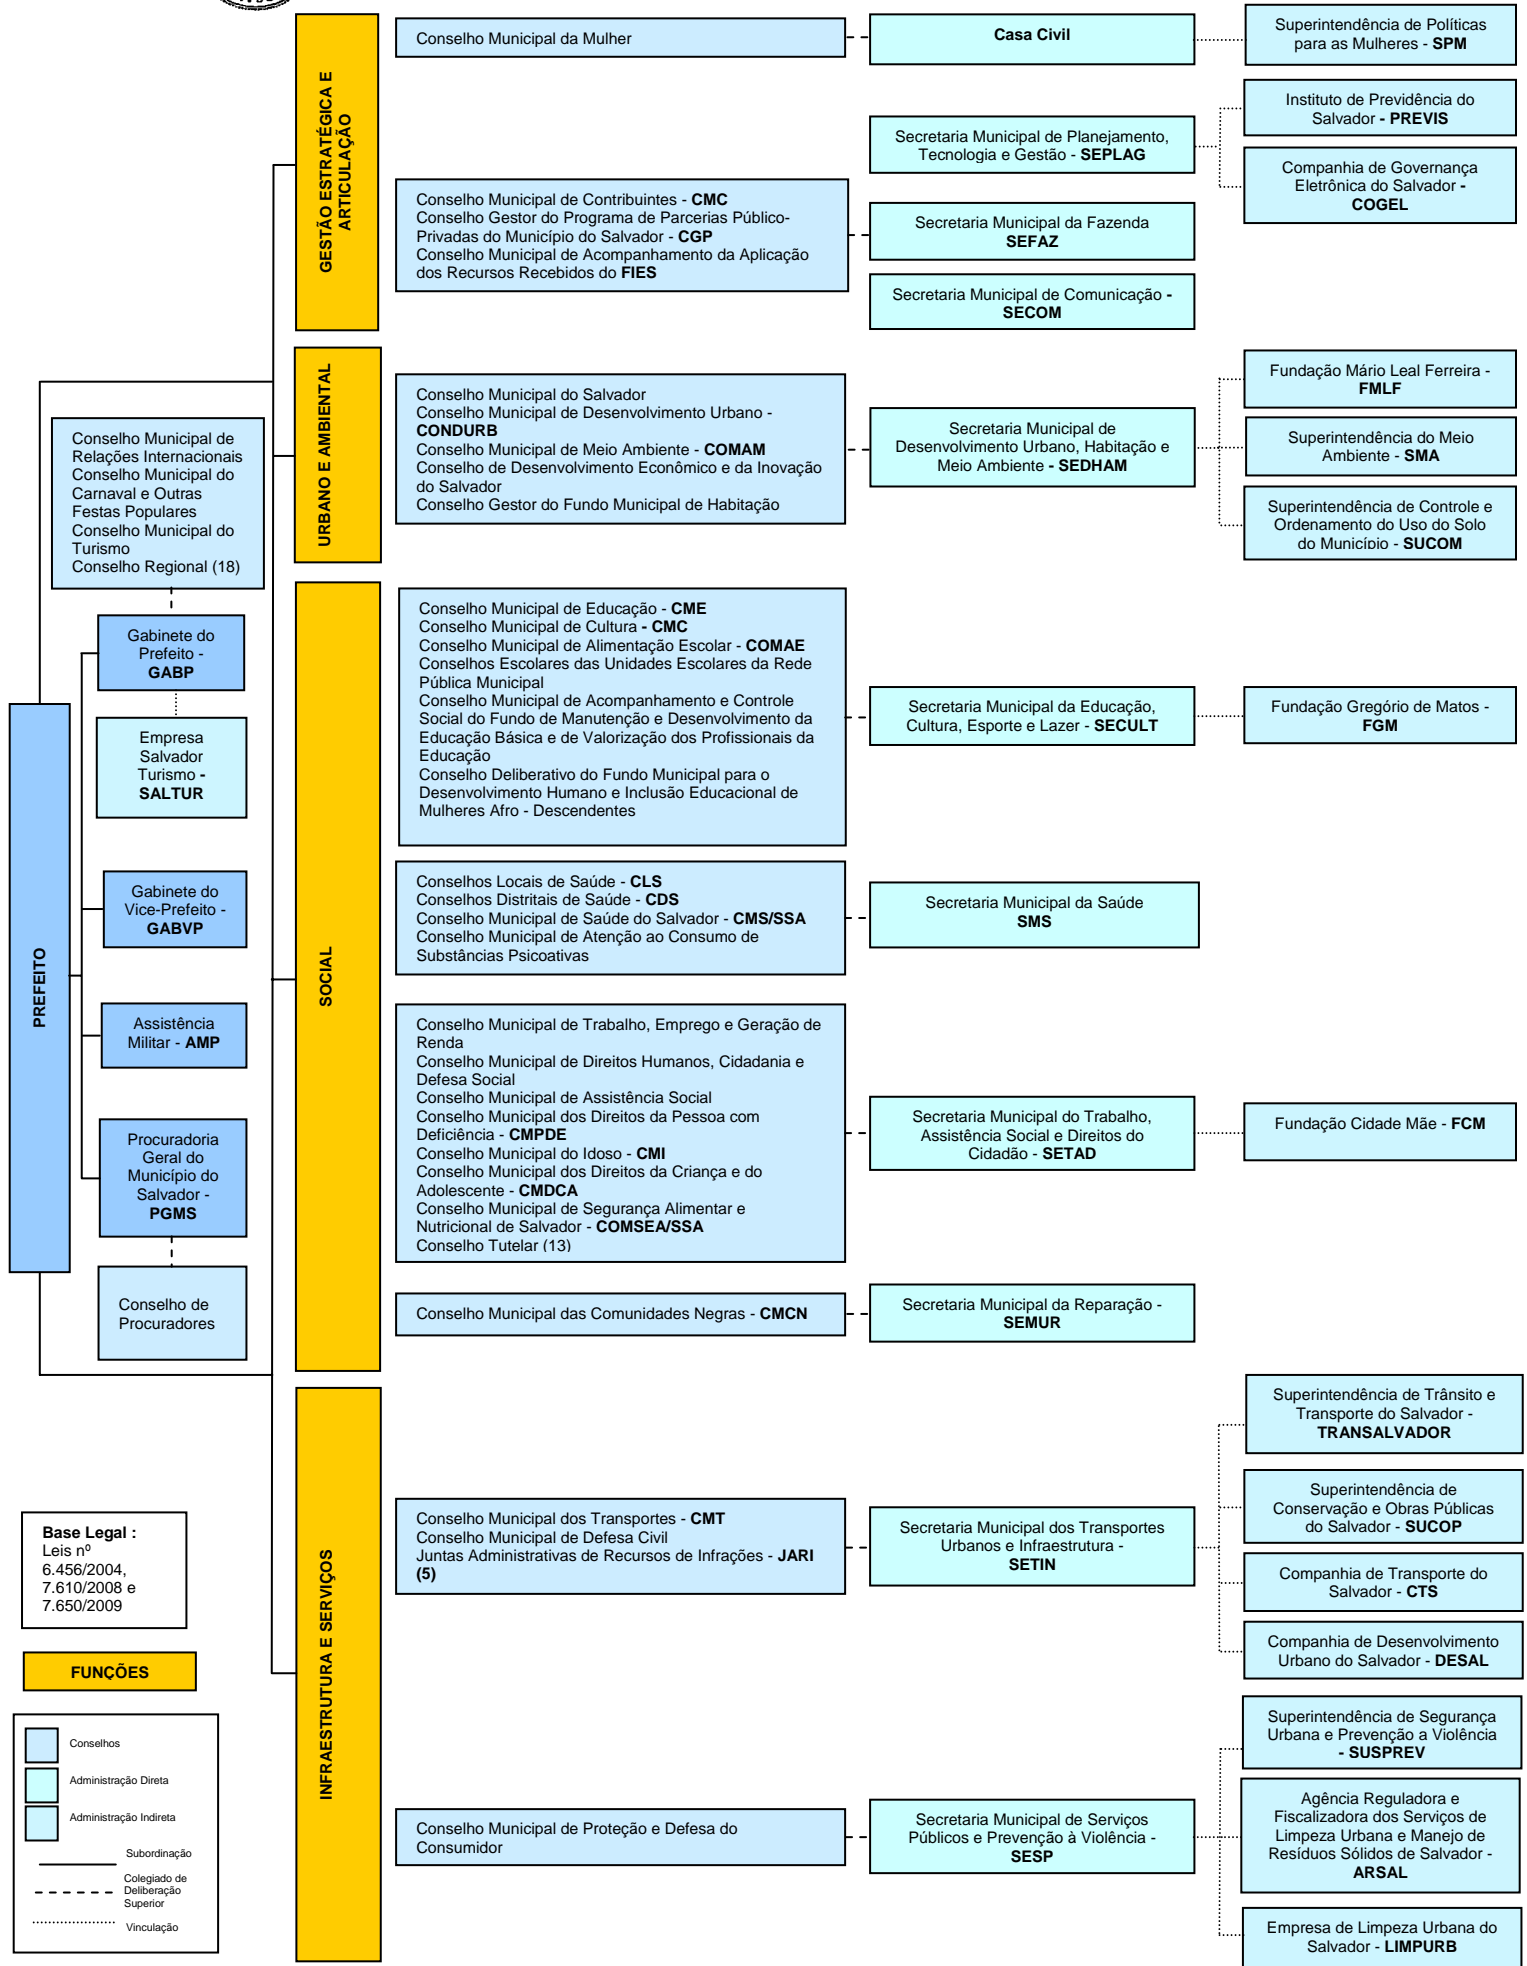 GESTÃO ESTRATÉGICA E
ARTICULAÇÃO
Conselho Municipal da Mulher
Casa Civil
Superintendência de Políticas
para as Mulheres - SPM
Secretaria Municipal de Planejamento,
Tecnologia e Gestão - SEPLAG
Instituto de Previdência do
Salvador - PREVIS
Companhia de Governança
Eletrônica do Salvador -
COGEL
Conselho Municipal de Contribuintes - CMC
Conselho Gestor do Programa de Parcerias Público-
Privadas do Município do Salvador - CGP
Conselho Municipal de Acompanhamento da Aplicação
dos Recursos Recebidos do FIES
Secretaria Municipal da Fazenda
SEFAZ
Secretaria Municipal de Comunicação -
SECOM
URBANO E AMBIENTAL
Conselho Municipal do Salvador
Conselho Municipal de Desenvolvimento Urbano -
CONDURB
Conselho Municipal de Meio Ambiente - COMAM
Conselho de Desenvolvimento Econômico e da Inovação
do Salvador
Conselho Gestor do Fundo Municipal de Habitação
Secretaria Municipal de
Desenvolvimento Urbano, Habitação e
Meio Ambiente - SEDHAM
Fundação Mário Leal Ferreira -
FMLF
Superintendência do Meio
Ambiente - SMA
Superintendência de Controle e
Ordenamento do Uso do Solo
do Município - SUCOM
Conselho Municipal de
Relações Internacionais
Conselho Municipal do
Carnaval e Outras
Festas Populares
Conselho Municipal do
Turismo
Conselho Regional (18)
Gabinete do
Prefeito -
GABP
Empresa
Salvador
Turismo -
SALTUR
Gabinete do
Vice-Prefeito -
GABVP
PREFEITO
Assistência
Militar - AMP
Procuradoria
Geral do
Município do
Salvador -
PGMS
Conselho de
Procuradores
SOCIAL
Conselho Municipal de Educação - CME
Conselho Municipal de Cultura - CMC
Conselho Municipal de Alimentação Escolar - COMAE
Conselhos Escolares das Unidades Escolares da Rede
Pública Municipal
Conselho Municipal de Acompanhamento e Controle
Social do Fundo de Manutenção e Desenvolvimento da
Educação Básica e de Valorização dos Profissionais da
Educação
Conselho Deliberativo do Fundo Municipal para o
Desenvolvimento Humano e Inclusão Educacional de
Mulheres Afro - Descendentes
Secretaria Municipal da Educação,
Cultura, Esporte e Lazer - SECULT
Fundação Gregório de Matos -
FGM
Conselhos Locais de Saúde - CLS
Conselhos Distritais de Saúde - CDS
Conselho Municipal de Saúde do Salvador - CMS/SSA
Conselho Municipal de Atenção ao Consumo de
Substâncias Psicoativas
Secretaria Municipal da Saúde
SMS
Conselho Municipal de Trabalho, Emprego e Geração de
Renda
Conselho Municipal de Direitos Humanos, Cidadania e
Defesa Social
Conselho Municipal de Assistência Social
Conselho Municipal dos Direitos da Pessoa com
Deficiência - CMPDE
Conselho Municipal do Idoso - CMI
Conselho Municipal dos Direitos da Criança e do
Adolescente - CMDCA
Conselho Municipal de Segurança Alimentar e
Nutricional de Salvador - COMSEA/SSA
Conselho Tutelar (13)
Secretaria Municipal do Trabalho,
Assistência Social e Direitos do
Cidadão - SETAD
Fundação Cidade Mãe - FCM
Conselho Municipal das Comunidades Negras - CMCN
Secretaria Municipal da Reparação -
SEMUR
INFRAESTRUTURA E SERVIÇOS
Conselho Municipal dos Transportes - CMT
Conselho Municipal de Defesa Civil
Juntas Administrativas de Recursos de Infrações - JARI
(5)
Secretaria Municipal dos Transportes
Urbanos e Infraestrutura -
SETIN
Superintendência de Trânsito e
Transporte do Salvador -
TRANSALVADOR
Superintendência de
Conservação e Obras Públicas
do Salvador - SUCOP
Companhia de Transporte do
Salvador - CTS
Companhia de Desenvolvimento
Urbano do Salvador - DESAL
Conselho Municipal de Proteção e Defesa do
Consumidor
Secretaria Municipal de Serviços
Públicos e Prevenção à Violência -
SESP
Superintendência de Segurança
Urbana e Prevenção a Violência
- SUSPREV
Agência Reguladora e
Fiscalizadora dos Serviços de
Limpeza Urbana e Manejo de
Resíduos Sólidos de Salvador -
ARSAL
Empresa de Limpeza Urbana do
Salvador - LIMPURB
Base Legal :
Leis nº
6.456/2004,
7.610/2008 e
7.650/2009
FUNÇÕES
Conselhos
Administração Direta
Administração Indireta
Subordinação
Colegiado de
Deliberação
Superior
Vinculação